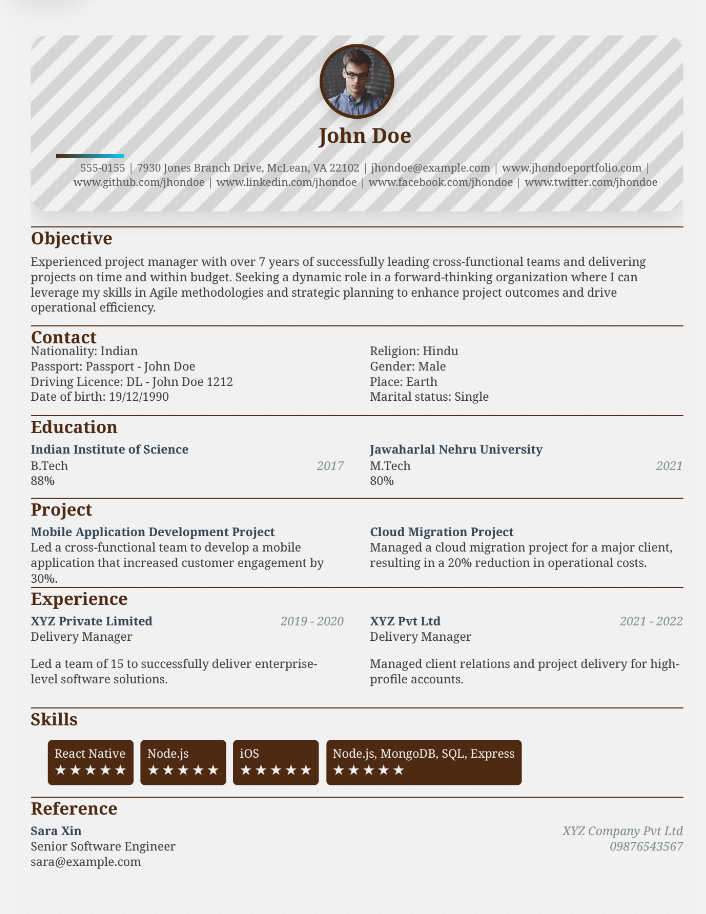 John Doe
555-0155 | 7930 Jones Branch Drive, McLean, VA 22102 | jhondoe@example.com | www.jhondoeportfolio.com |
www.github.com/jhondoe | www.linkedin.com/jhondoe | www.facebook.com/jhondoe | www.twitter.com/jhondoe
Objective
Experienced project manager with over 7 years of successfully leading cross-functional teams and delivering
projects on time and within budget. Seeking a dynamic role in a forward-thinking organization where I can
leverage my skills in Agile methodologies and strategic planning to enhance project outcomes and drive
operational efficiency.
Contact
Nationality: Indian
Passport: Passport - John Doe
Driving Licence: DL - John Doe 1212
Date of birth: 19/12/1990
Religion: Hindu
Gender: Male
Place: Earth
Marital status: Single
Education
Indian Institute of Science
B.Tech 2017
88%
Jawaharlal Nehru University
M.Tech 2021
80%
Project
Mobile Application Development Project
Led a cross-functional team to develop a mobile
application that increased customer engagement by
30%.
Cloud Migration Project
Managed a cloud migration project for a major client,
resulting in a 20% reduction in operational costs.
Experience
XYZ Private Limited 2019 - 2020
Delivery Manager
Led a team of 15 to successfully deliver enterprise-
level software solutions.
XYZ Pvt Ltd 2021 - 2022
Delivery Manager
Managed client relations and project delivery for high-
profile accounts.
Skills
React Native
★★★★★
Node.js
★★★★★
iOS
★★★★★
Node.js, MongoDB, SQL, Express
★★★★★
Reference
Sara Xin XYZ Company Pvt Ltd
Senior Software Engineer 09876543567
sara@example.com